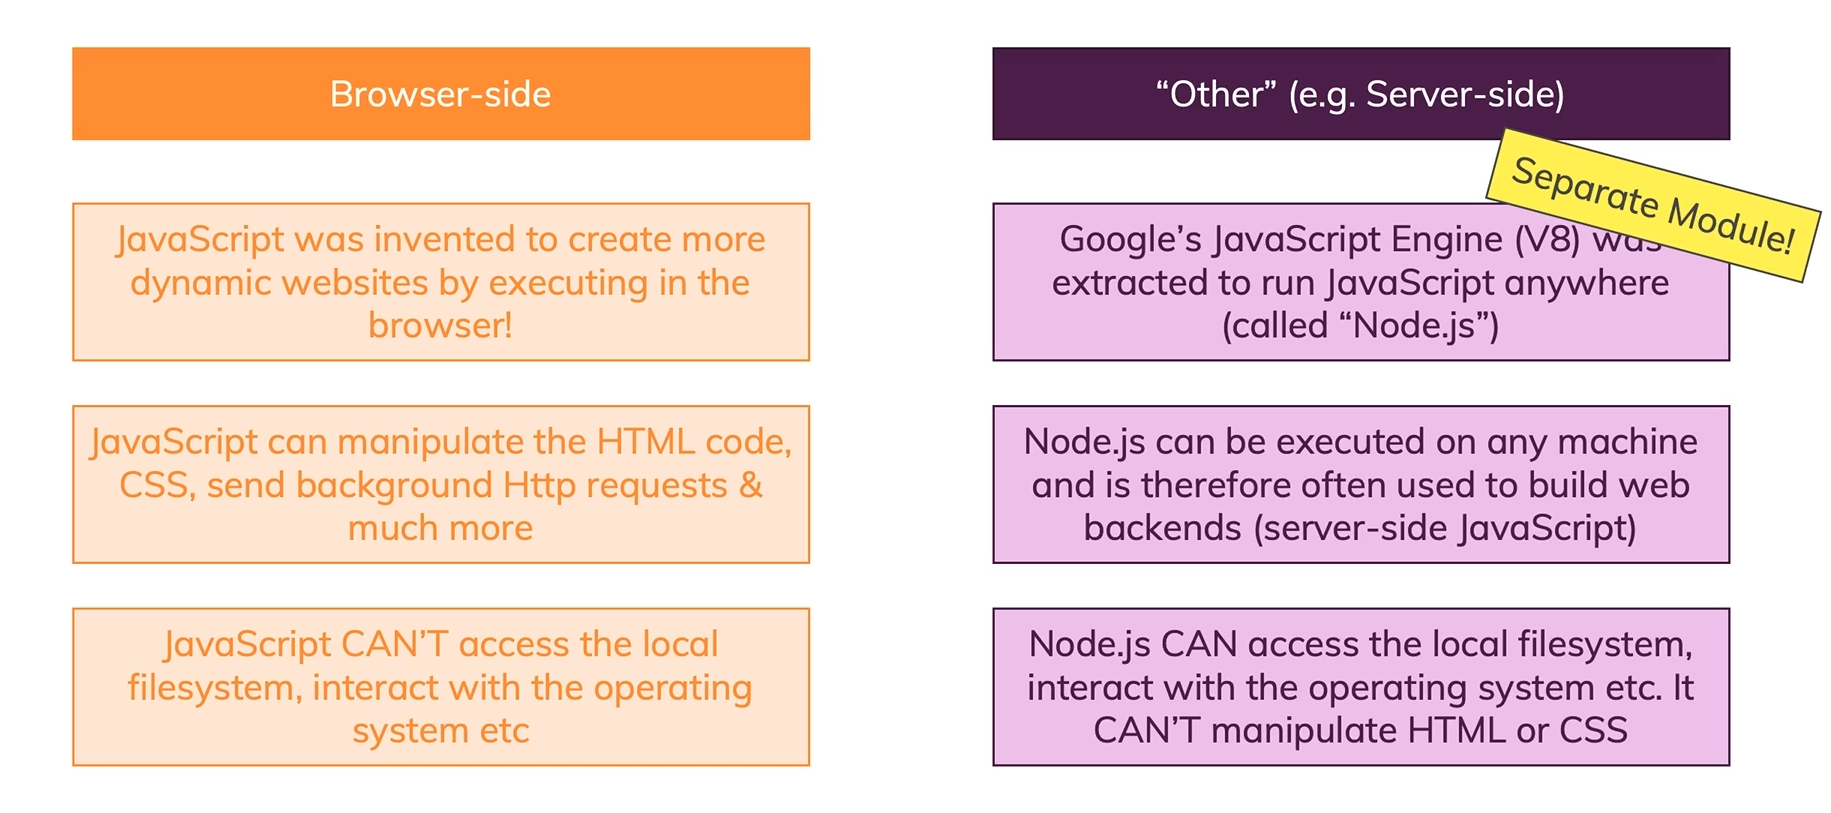 Browser-side
JavaScript was invented to create more
dynamic websites by executing in the
browser!
JavaScript can manipulate the HTML code,
CSS, send background Http requests &
much more
JavaScript CAN’T access the local
filesystem, interact with the operating
system etc
“Other” (e.g. Server-side)
Separate Module!
Google’s JavaScript Engine (V8) was
extracted to run JavaScript anywhere
(called “Node.js”)
Node.js can be executed on any machine
and is therefore often used to build web
backends (server-side JavaScript)
Node.js CAN access the local filesystem,
interact with the operating system etc. It
CAN’T manipulate HTML or CSS